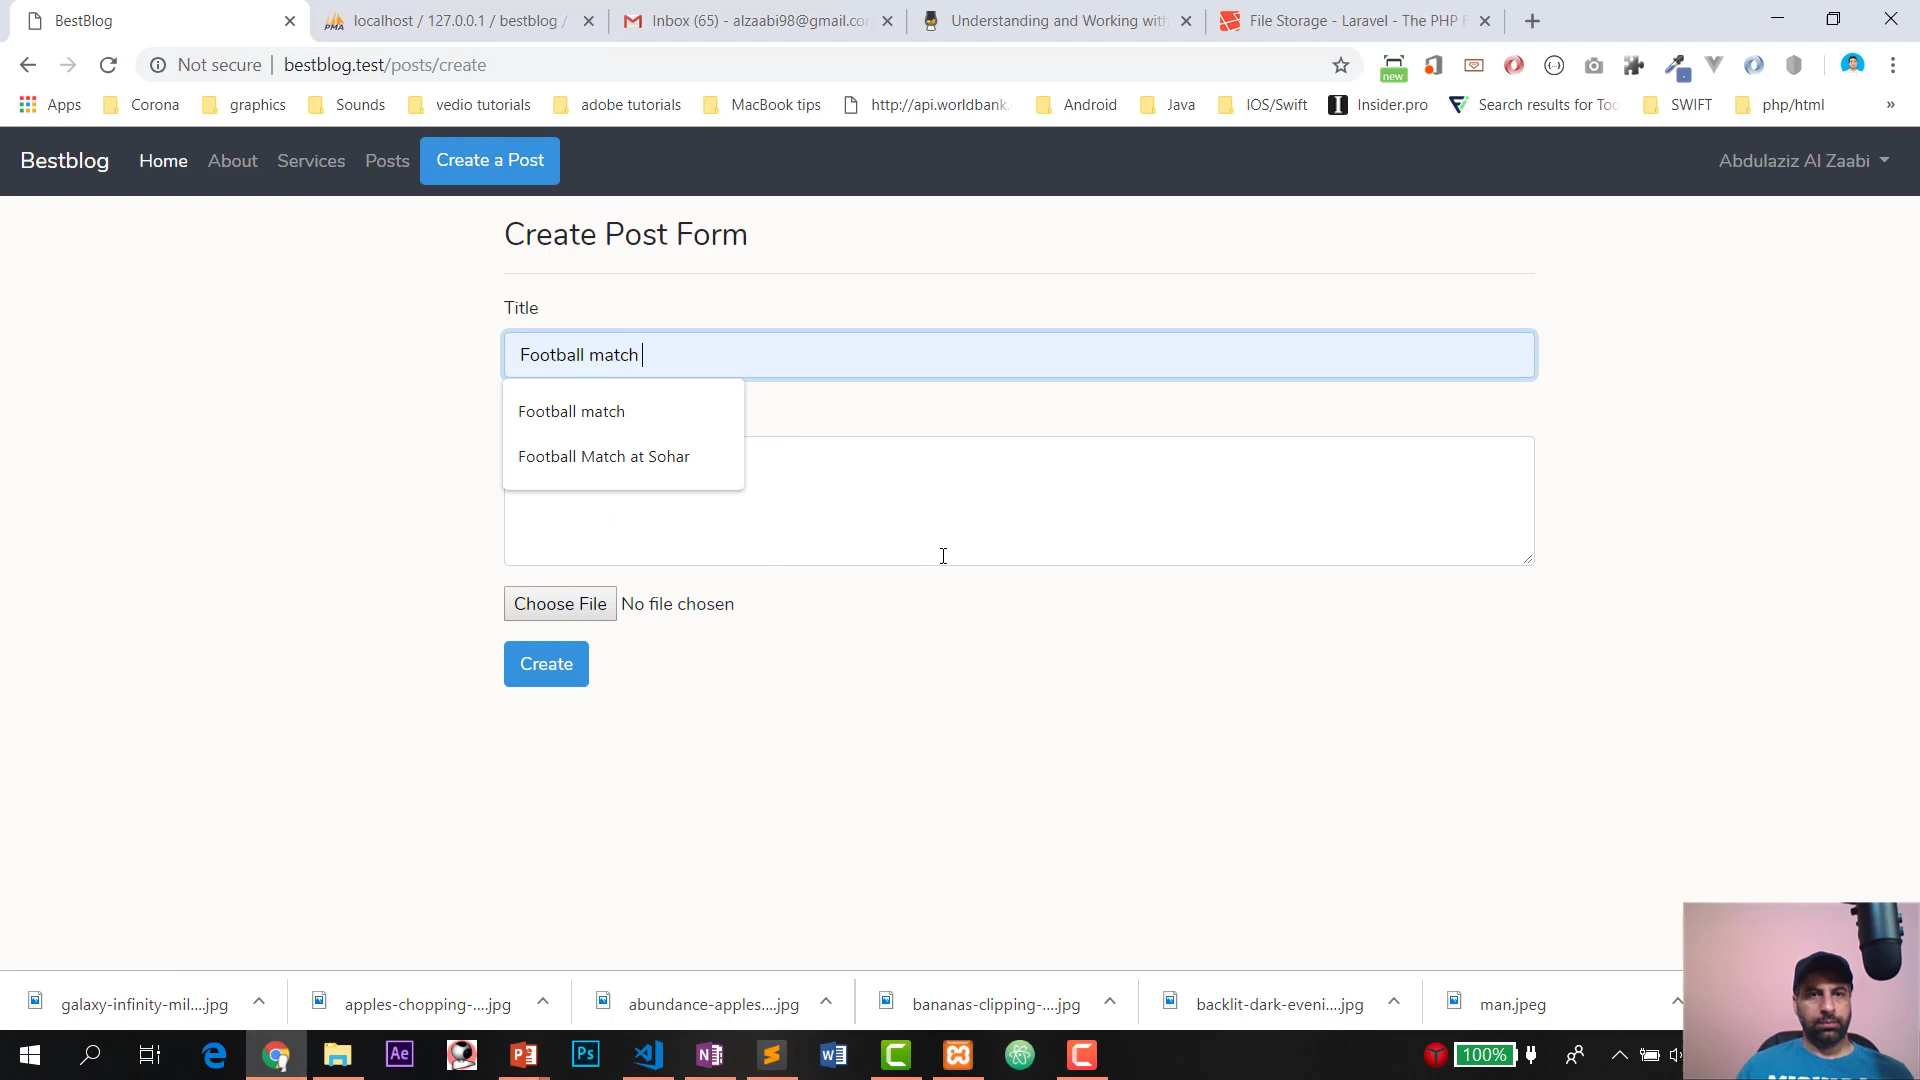 BestBlog
localhost / 127.0.0.1 / bestblog /
Inbox (65) - alzaabi98@gmail.co
Understanding and Working with
File Storage - Laravel - The PHP F
Not secure
bestblog.test/posts/create
new
Apps
Corona
graphics
Sounds
vedio tutorials
adobe tutorials
MacBook tips
http://api.worldbank.
Android
Java
IOS/Swift
Insider.pro
Search results for Too
SWIFT
php/html
»
Bestblog
Home
About
Services
Posts
Create a Post
Abdulaziz Al Zaabi
Create Post Form
Title
Football match
Football match
Football Match at Sohar
Choose File
No file chosen
Create
galaxy-infinity-mil....jpg
apples-chopping-....jpg
abundance-apples....jpg
bananas-clipping-....jpg
backlit-dark-eveni....jpg
man.jpeg
100%